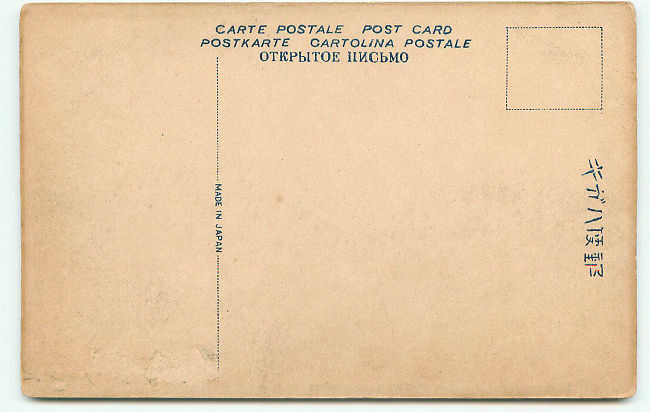 CARTE POSTALE POST CARD
POSTKARTE CARTOLINA POSTALE
ОТКРЫТОЕ ПИСЬМО
MADE IN JAPAN
郵便ハガキ